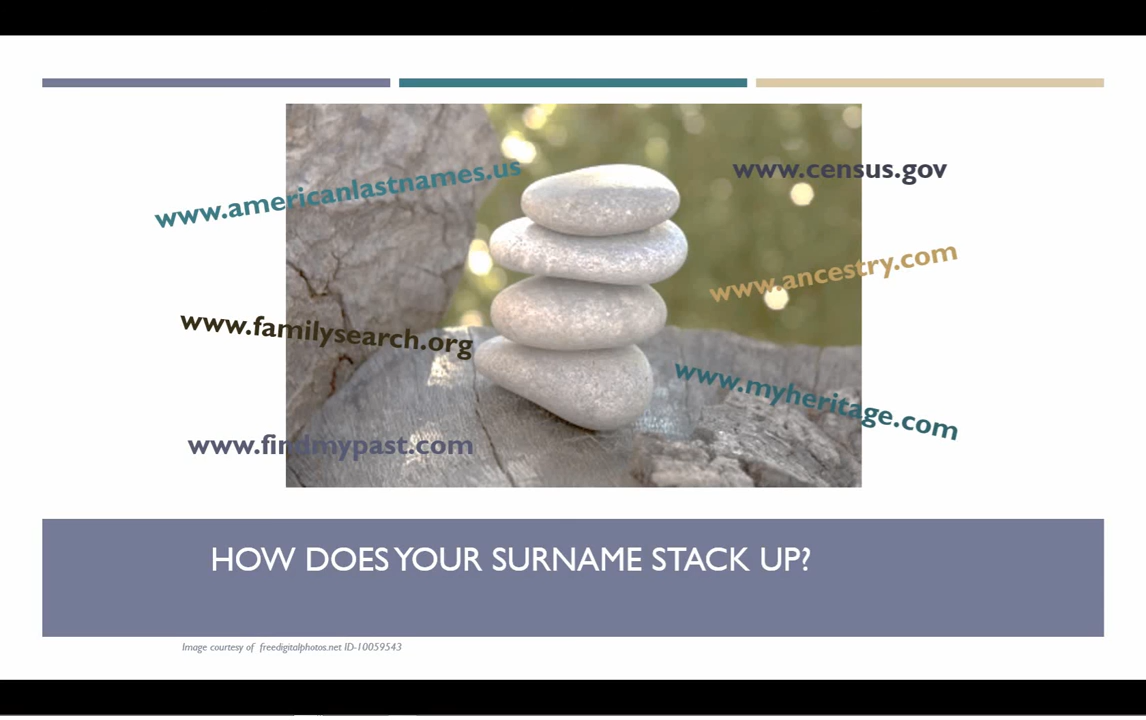 www.americanlastnames.us
www.census.gov
www.ancestry.com
www.familysearch.org
www.myheritage.com
www.findmypast.com
HOW DOES YOUR SURNAME STACK UP?
Image courtesy of freedigitalphotos.net ID-10059543